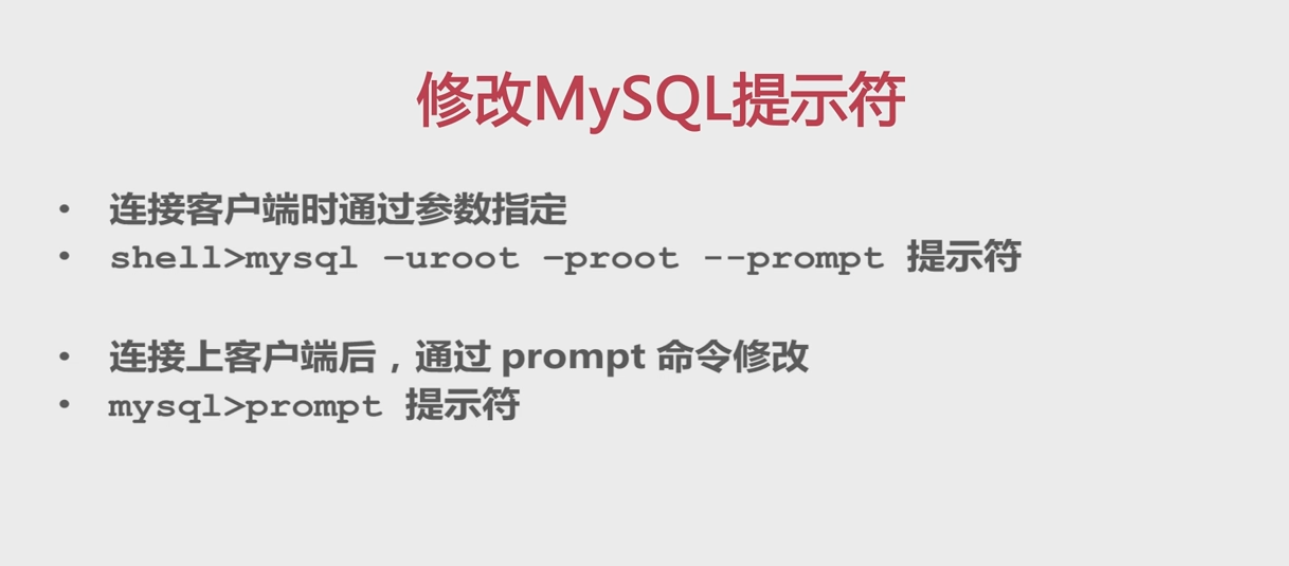 修改MySQL提示符
• 连接客户端时通过参数指定
• shell>mysql –uroot –proot --prompt 提示符
• 连接上客户端后，通过 prompt 命令修改
• mysql>prompt 提示符